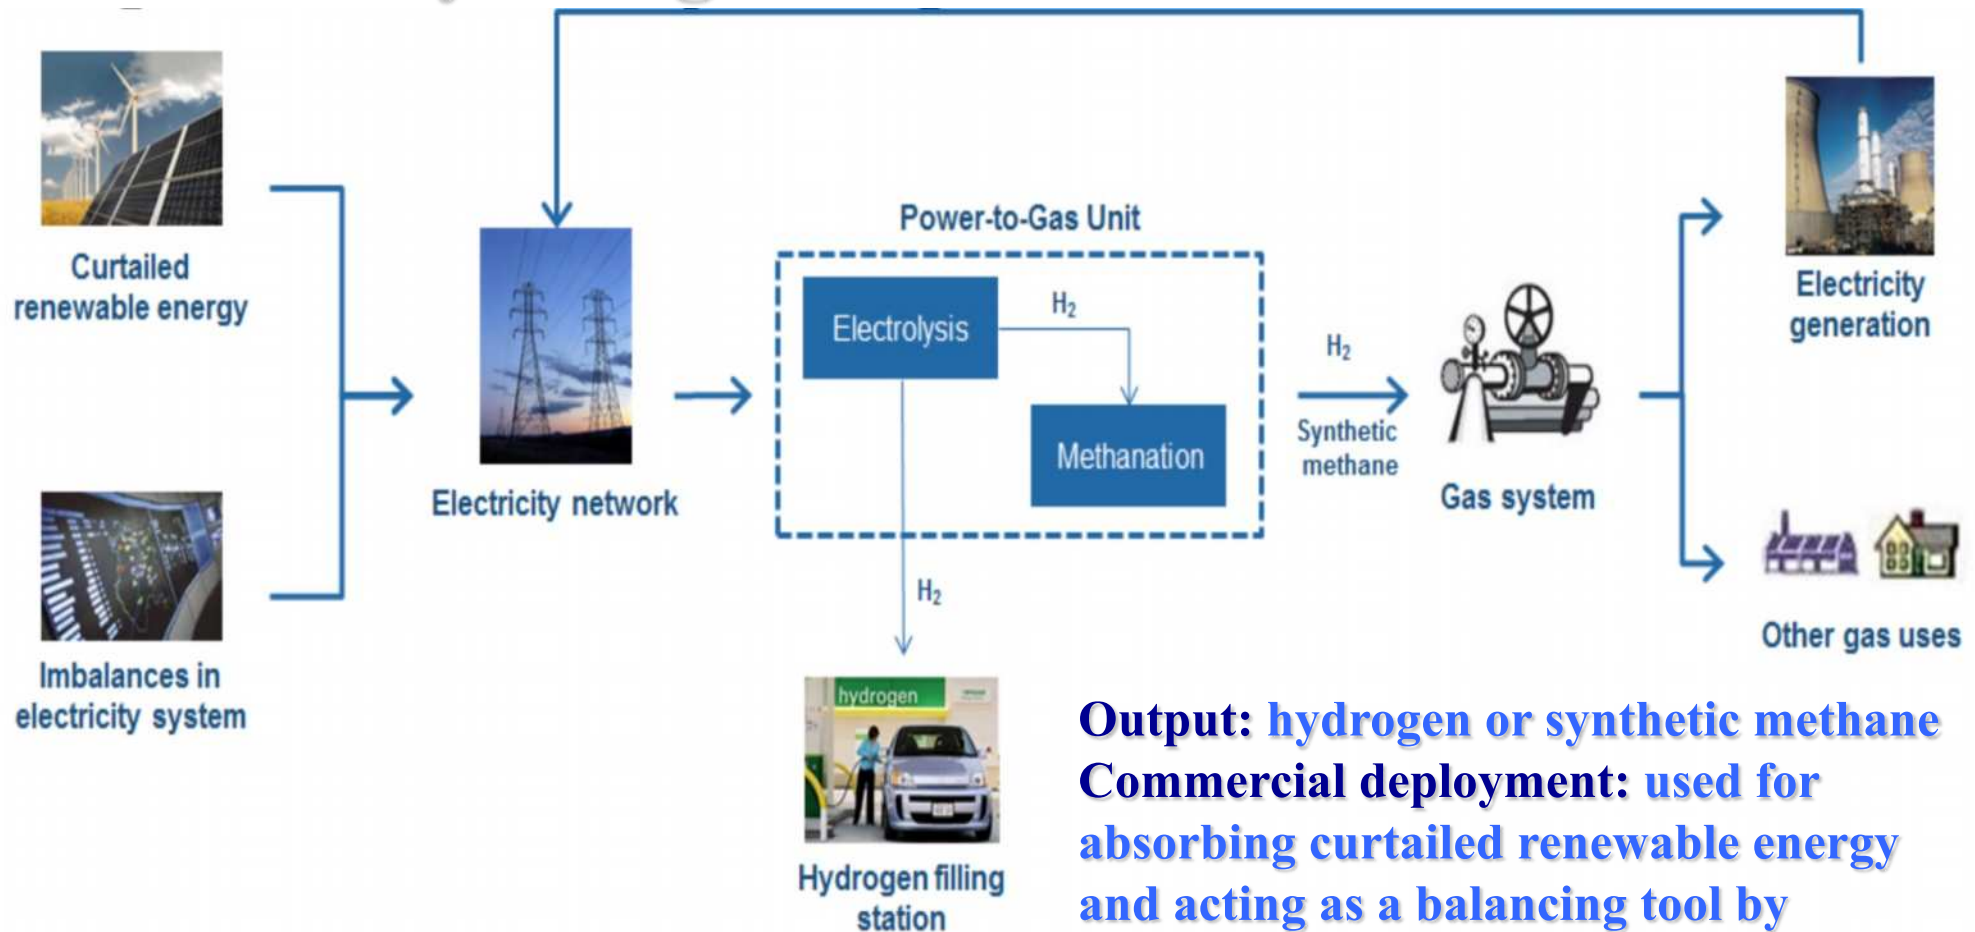 Curtailed
renewable energy
Imbalances in
electricity system
Electricity network
Power-to-Gas Unit
Electrolysis
H₂
Methanation
H₂
hydrogen
Hydrogen filling
station
H₂
Synthetic
methane
Gas system
Electricity
generation
Other gas uses
Output: hydrogen or synthetic methane
Commercial deployment: used for
absorbing curtailed renewable energy
and acting as a balancing tool by